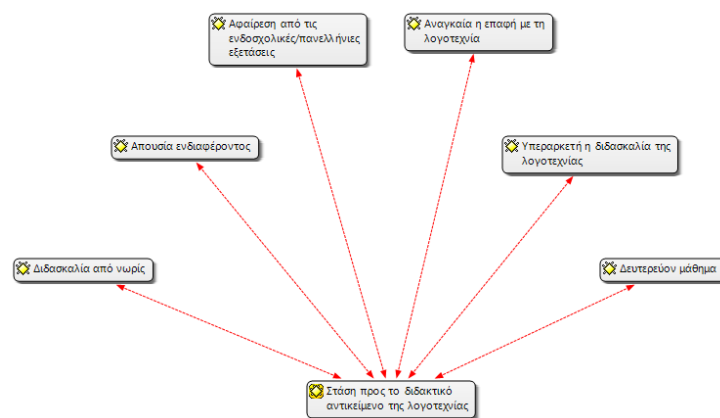 Αφαίρεση από τις
ενδοσχολικές/πανελλήνιες
εξετάσεις
Αναγκαία η επαφή με τη
λογοτεχνία
Απουσία ενδιαφέροντος
Υπεραρκετή η διδασκαλία της
λογοτεχνίας
Διδασκαλία από νωρίς
Δευτερεύον μάθημα
Στάση προς το διδακτικό
αντικείμενο της λογοτεχνίας